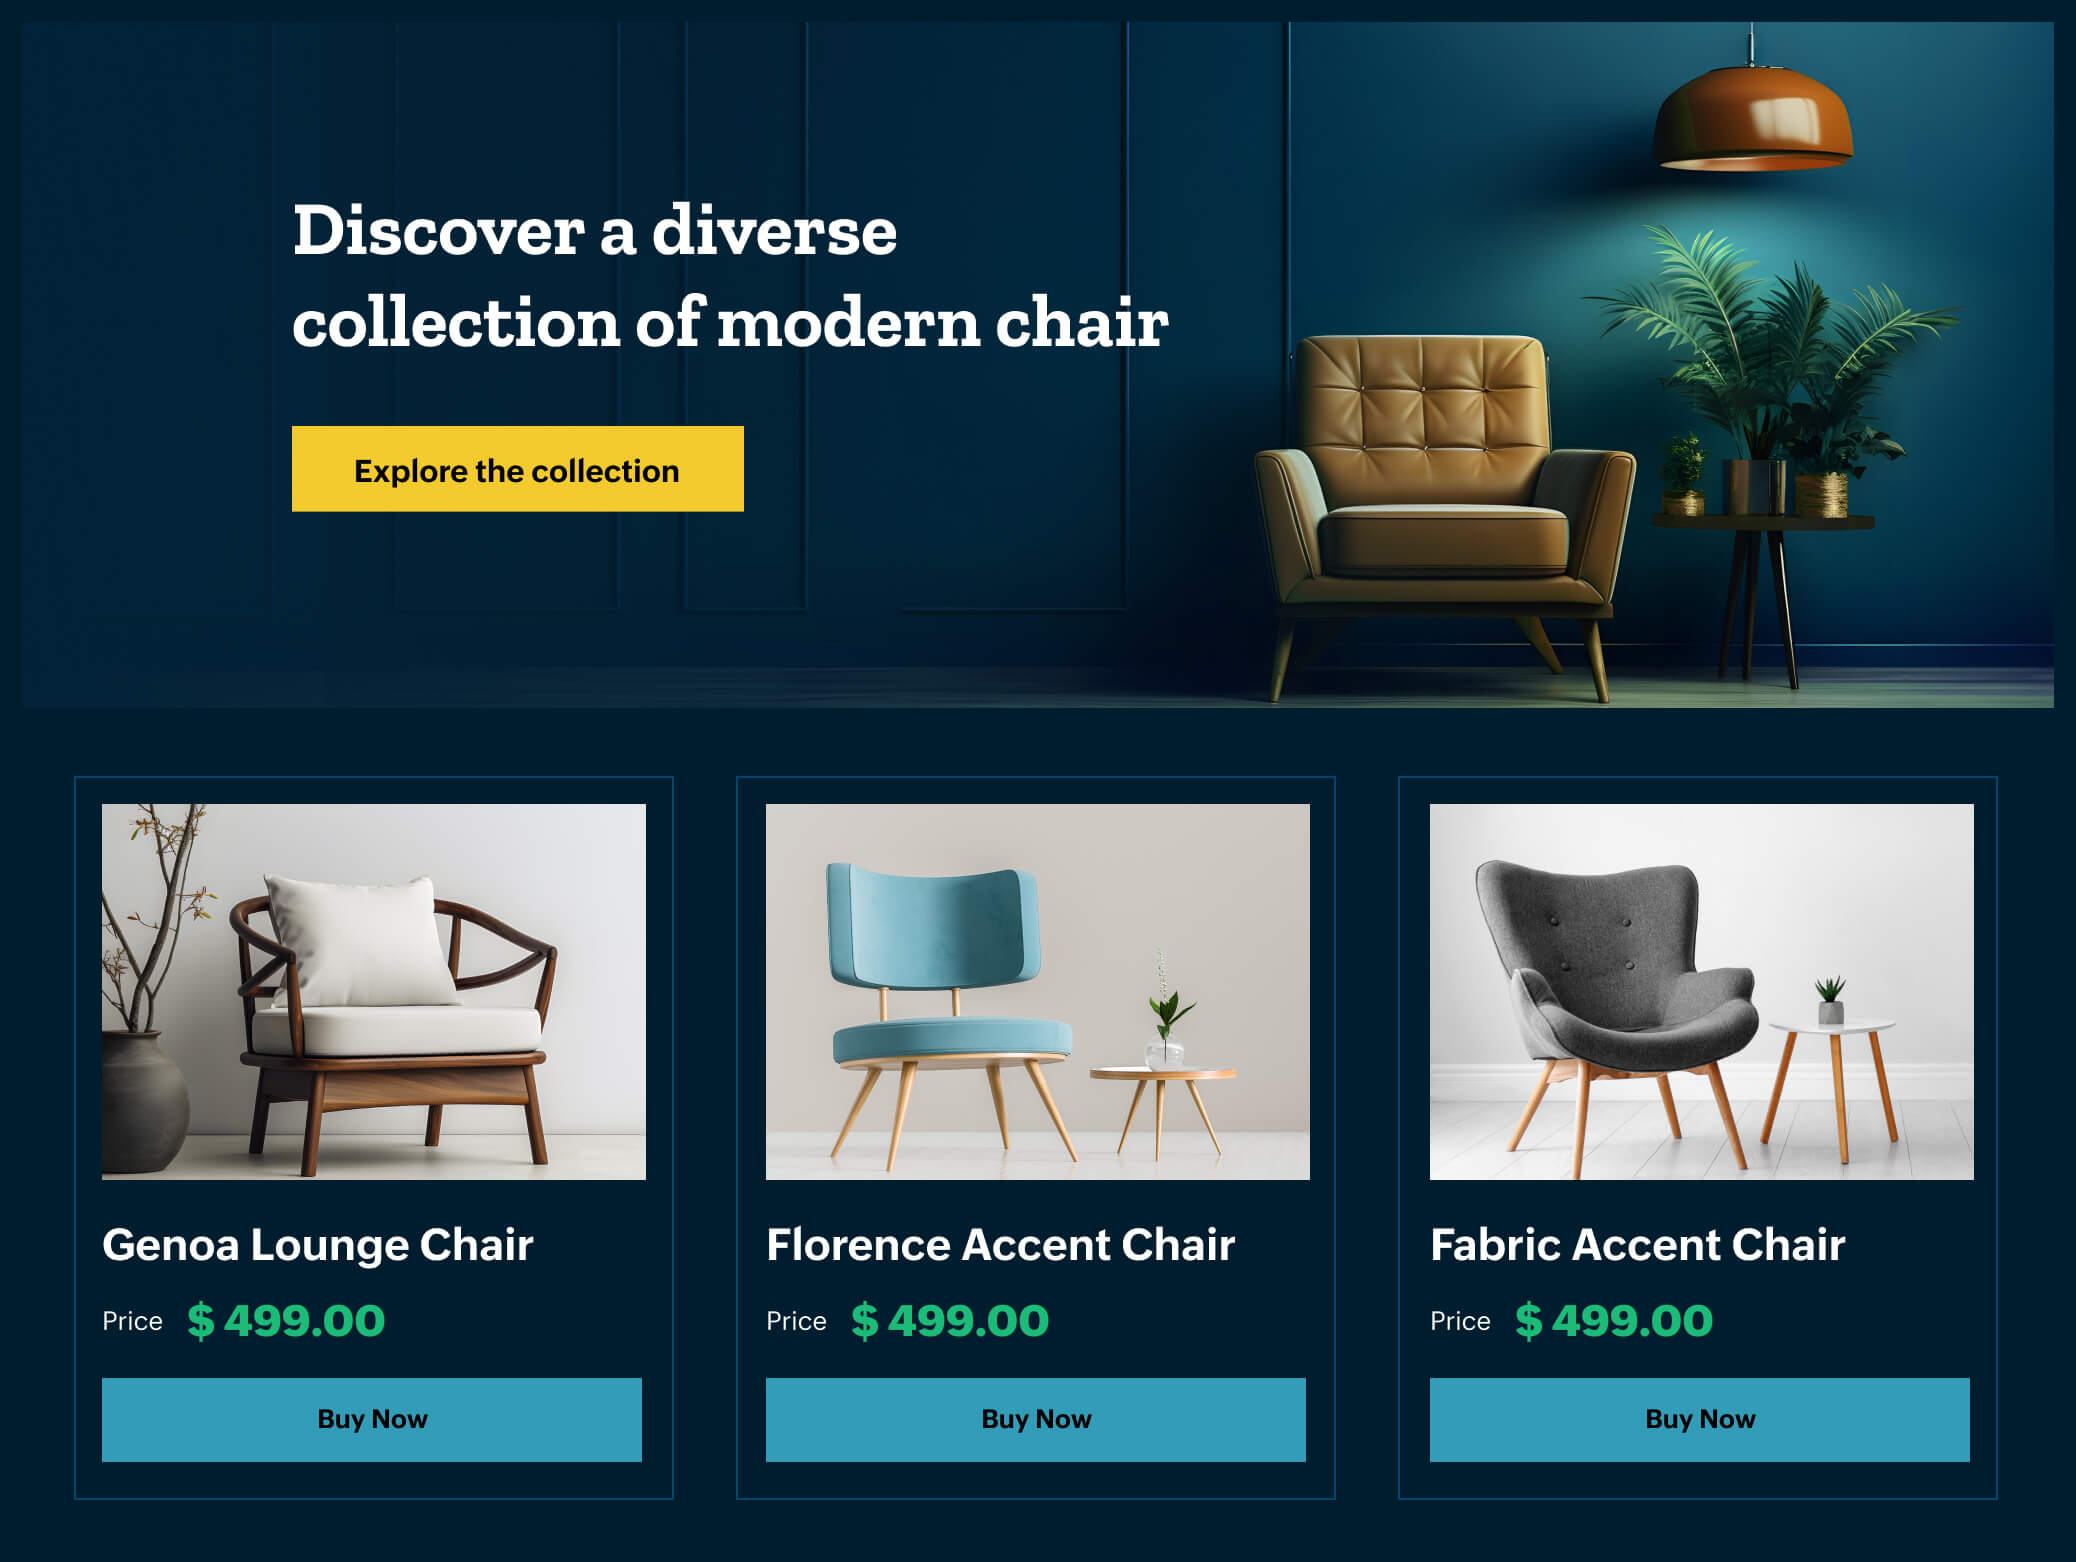 Discover a diverse
collection of modern chair
Explore the collection
Genoa Lounge Chair
Price $ 499.00
Buy Now
Florence Accent Chair
Price $ 499.00
Buy Now
Fabric Accent Chair
Price $ 499.00
Buy Now